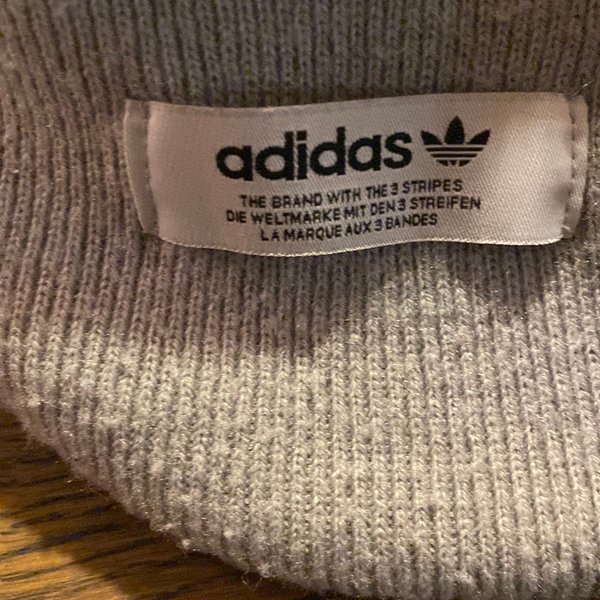 adidas
THE BRAND WITH THE 3 STRIPES
DIE WELTMARKE MIT DEN 3 STREIFEN
LA MARQUE AUX 3 BANDES